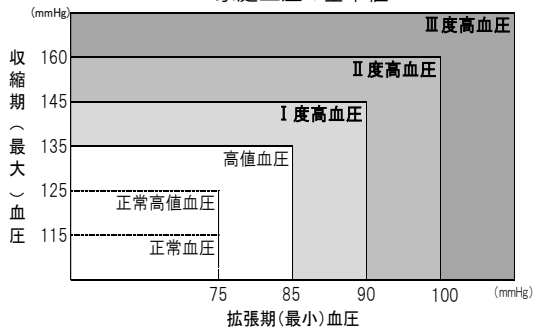 (mmHg)
Ⅲ度高血圧
160
Ⅱ度高血圧
145
Ⅰ度高血圧
135
高値血圧
125
正常高値血圧
115
正常血圧
収縮期(最大)血圧
75 85 90 100 (mmHg)
拡張期(最小)血圧